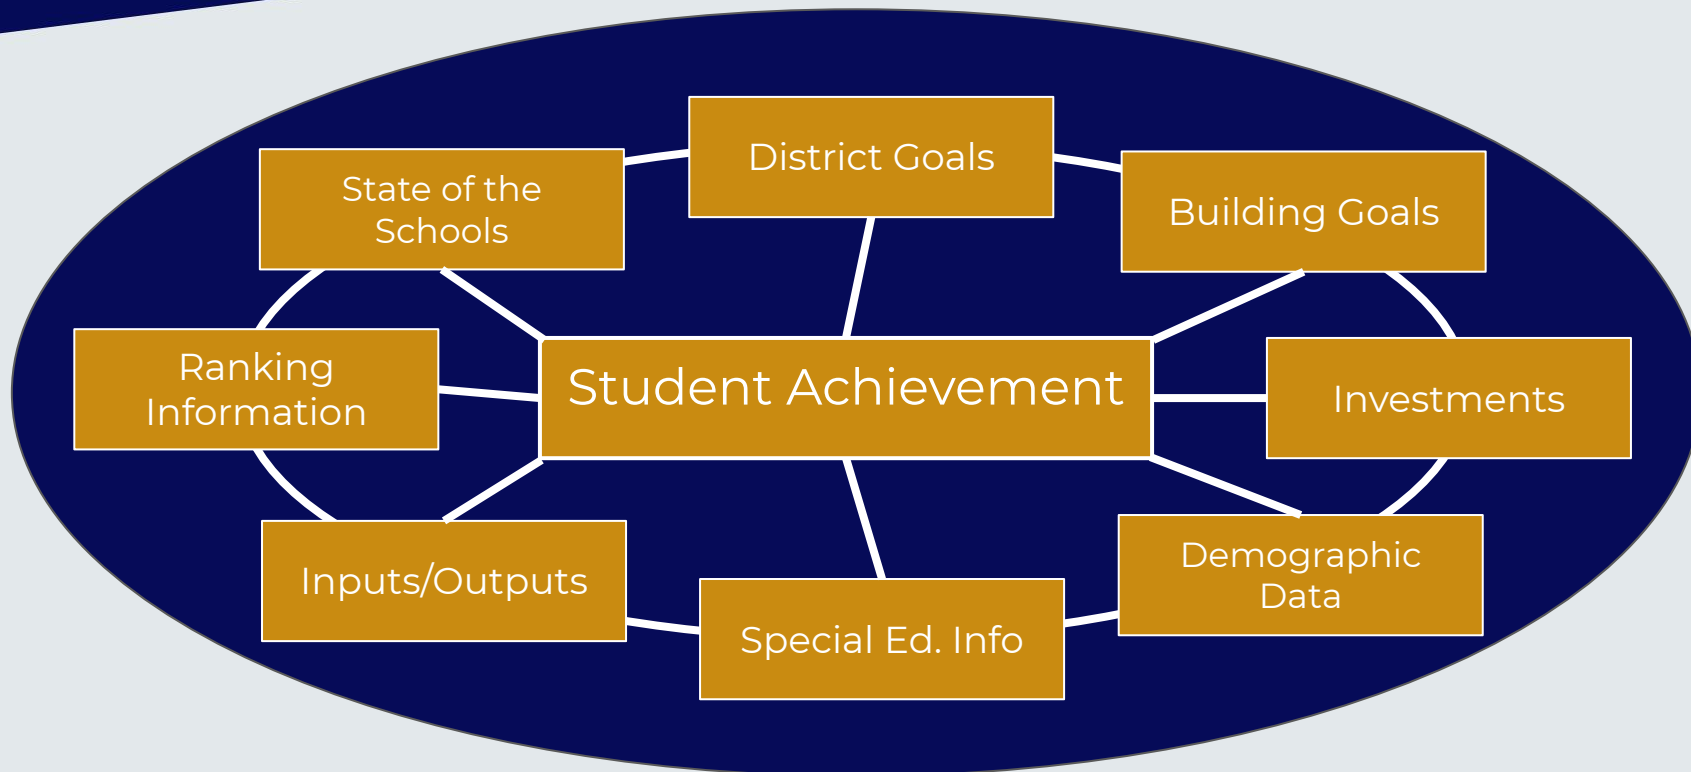 District Goals
State of the
Schools
Building Goals
Ranking
Information
Student Achievement
Investments
Inputs/Outputs
Demographic
Data
Special Ed. Info